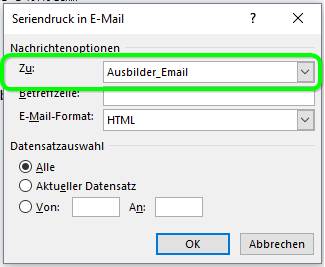 Seriendruck in E-Mail
Nachrichtenoptionen
Zu: Ausbilder_Email
Betreffzeile:
E-Mail-Format: HTML
Datensatzauswahl
Alle
Aktueller Datensatz
Von: An:
OK Abbrechen